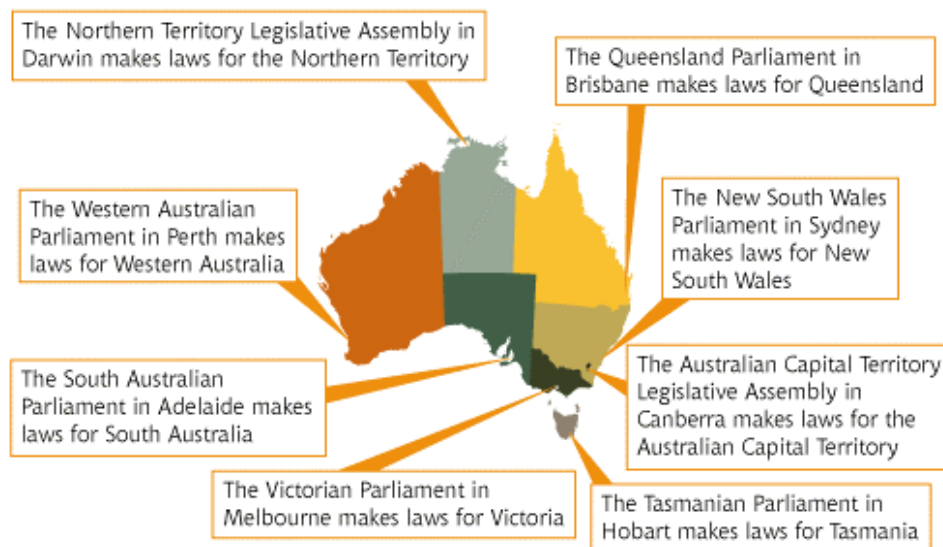 The Northern Territory Legislative Assembly in
Darwin makes laws for the Northern Territory
The Queensland Parliament in
Brisbane makes laws for Queensland
The Western Australian
Parliament in Perth makes
laws for Western Australia
The New South Wales
Parliament in Sydney
makes laws for New
South Wales
The South Australian
Parliament in Adelaide makes
laws for South Australia
The Australian Capital Territory
Legislative Assembly in
Canberra makes laws for the
Australian Capital Territory
The Victorian Parliament in
Melbourne makes laws for Victoria
The Tasmanian Parliament in
Hobart makes laws for Tasmania